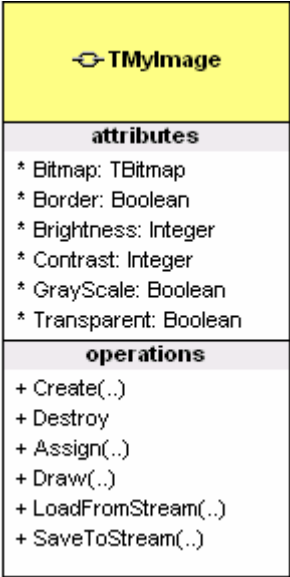 TMyImage
attributes
* Bitmap: TBitmap
* Border: Boolean
* Brightness: Integer
* Contrast: Integer
* GrayScale: Boolean
* Transparent: Boolean
operations
+ Create(..)
+ Destroy
+ Assign(..)
+ Draw(..)
+ LoadFromStream(..)
+ SaveToStream(..)